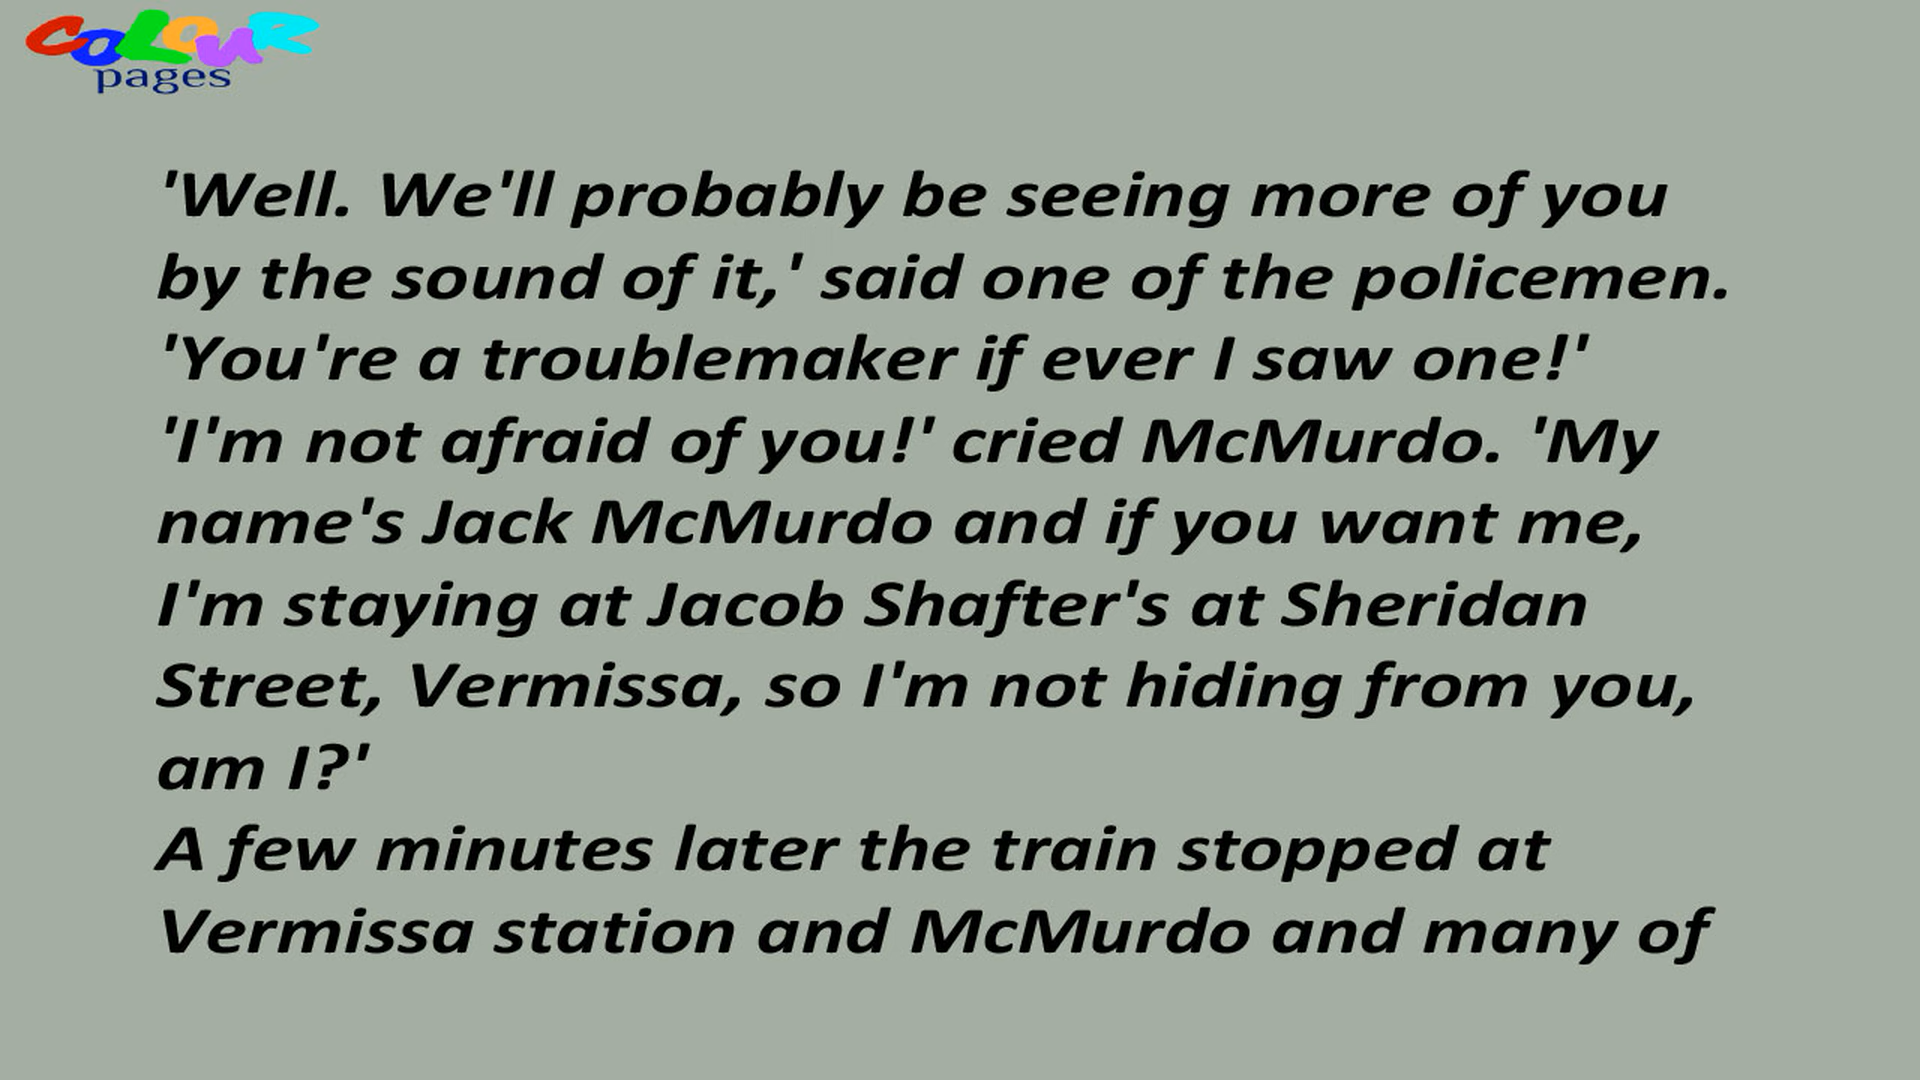 COLOUR
pages
'Well. We'll probably be seeing more of you
by the sound of it,' said one of the policemen.
'You're a troublemaker if ever I saw one!'
'I'm not afraid of you!' cried McMurdo. 'My
name's Jack McMurdo and if you want me,
I'm staying at Jacob Shafter's at Sheridan
Street, Vermissa, so I'm not hiding from you,
am I?'
A few minutes later the train stopped at
Vermissa station and McMurdo and many of